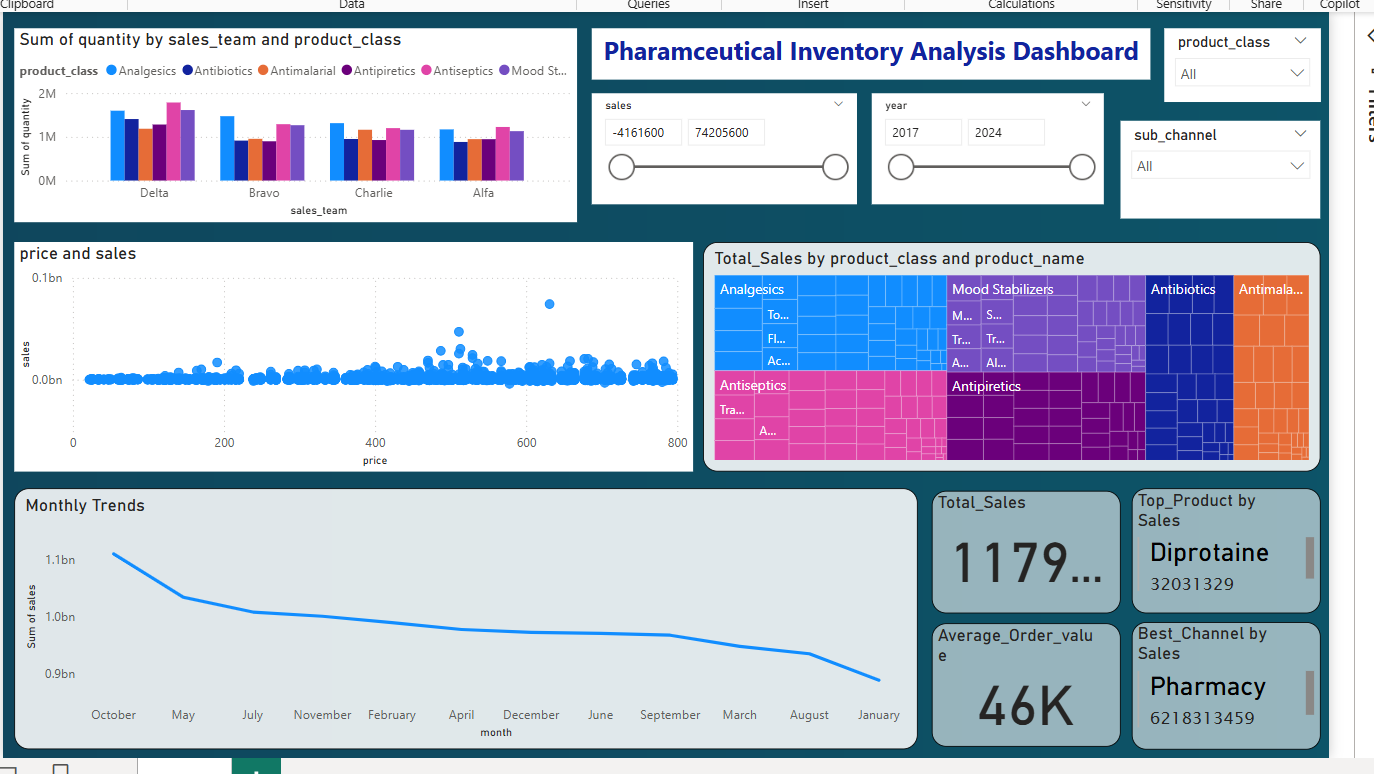 Clipboard
Data
Queries
Insert
Calculations
Sensitivity
Share
Copilot
Sum of quantity by sales_team and product_class
product_class Analgesics Antibiotics Antimalarial Antipiretics Antiseptics Mood St...
Sum of quantity
2M
1M
0M
Delta
Bravo
Charlie
Alfa
sales_team
Pharamceutical Inventory Analysis Dashboard
sales
-4161600
74205600
year
2017
2024
product_class
All
sub_channel
All
Filters
price and sales
sales
0.1bn
0.0bn
0
200
400
600
800
price
Total_Sales by product_class and product_name
Analgesics
To...
Fl...
Ac...
Mood Stabilizers
M...
S...
Tr...
Tr...
A...
Al...
Antibiotics
Antimala...
Antiseptics
Tra...
A...
Antipiretics
Monthly Trends
Sum of sales
1.1bn
1.0bn
0.9bn
October
May
July
November
February
April
December
June
September
March
August
January
month
Total_Sales
1179...
Top_Product by
Sales
Diprotaine
32031329
Average_Order_valu
e
46K
Best_Channel by
Sales
Pharmacy
6218313459